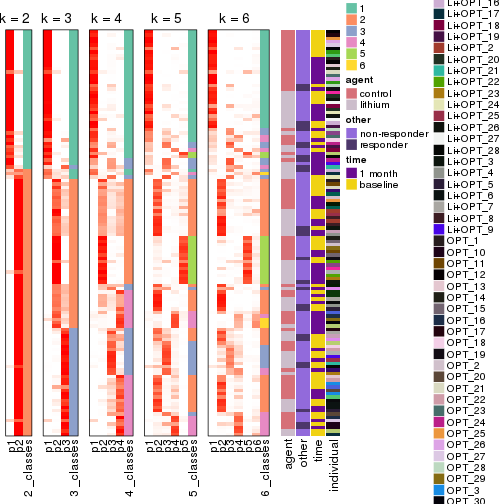 k = 2
k = 3
k = 4
k = 5
k = 6
p1
p2
2_classes
p1
p2
p3
3_classes
p1
p2
p3
p4
4_classes
p1
p2
p3
p4
p5
5_classes
p1
p2
p3
p4
p5
p6
6_classes
agent
other
time
individual
1
2
3
4
5
6
agent
control
lithium
other
non-responder
responder
time
1 month
baseline
Li+OPT_16
Li+OPT_17
Li+OPT_18
Li+OPT_19
Li+OPT_2
Li+OPT_20
Li+OPT_21
Li+OPT_22
Li+OPT_23
Li+OPT_24
Li+OPT_25
Li+OPT_26
Li+OPT_27
Li+OPT_28
Li+OPT_3
Li+OPT_4
Li+OPT_5
Li+OPT_6
Li+OPT_7
Li+OPT_8
Li+OPT_9
OPT_1
OPT_10
OPT_11
OPT_12
OPT_13
OPT_14
OPT_15
OPT_16
OPT_17
OPT_18
OPT_19
OPT_2
OPT_20
OPT_21
OPT_22
OPT_23
OPT_24
OPT_25
OPT_26
OPT_27
OPT_28
OPT_29
OPT_3
OPT_30